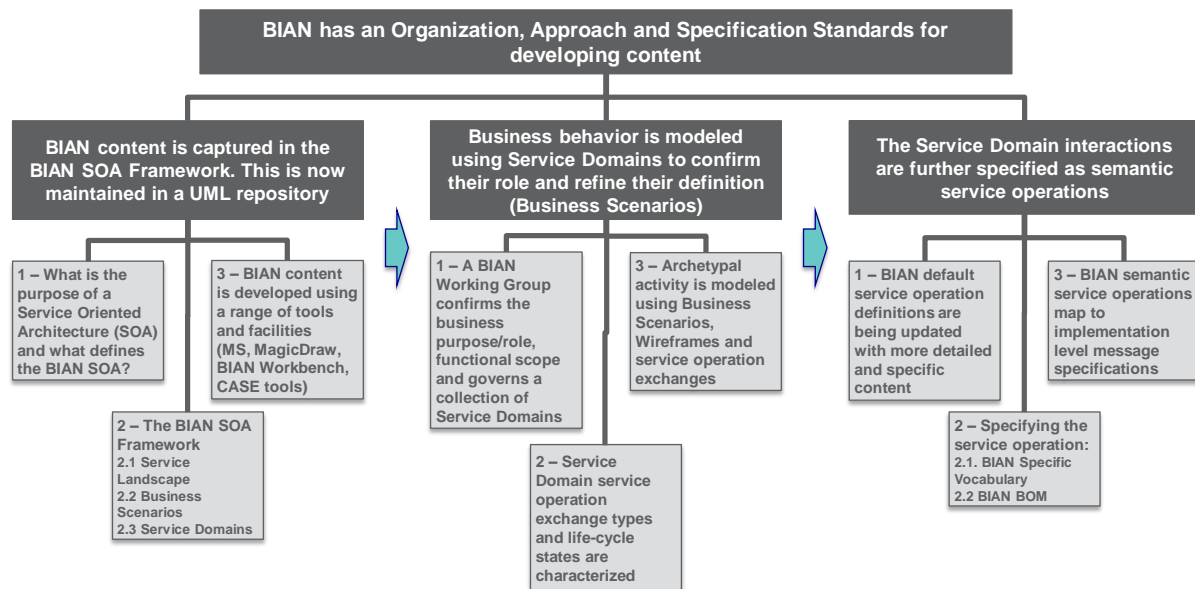 BIAN has an Organization, Approach and Specification Standards for
developing content
BIAN content is captured in the
BIAN SOA Framework. This is now
maintained in a UML repository
1 – What is the
purpose of a
Service Oriented
Architecture (SOA)
and what defines
the BIAN SOA?
3 – BIAN content
is developed using
a range of tools
and facilities
(MS, MagicDraw,
BIAN Workbench,
CASE tools)
2 – The BIAN SOA
Framework
2.1 Service
Landscape
2.2 Business
Scenarios
2.3 Service Domains
Business behavior is modeled
using Service Domains to confirm
their role and refine their definition
(Business Scenarios)
1 – A BIAN
Working Group
confirms the
business
purpose/role,
functional scope
and governs a
collection of
Service Domains
3 – Archetypal
activity is modeled
using Business
Scenarios,
Wireframes and
service operation
exchanges
2 – Service
Domain service
operation
exchange types
and life-cycle
states are
characterized
The Service Domain interactions
are further specified as semantic
service operations
1 – BIAN default
service operation
definitions are
being updated
with more detailed
and specific
content
3 – BIAN semantic
service operations
map to
implementation
level message
specifications
2 – Specifying the
service operation:
2.1. BIAN Specific
Vocabulary
2.2 BIAN BOM